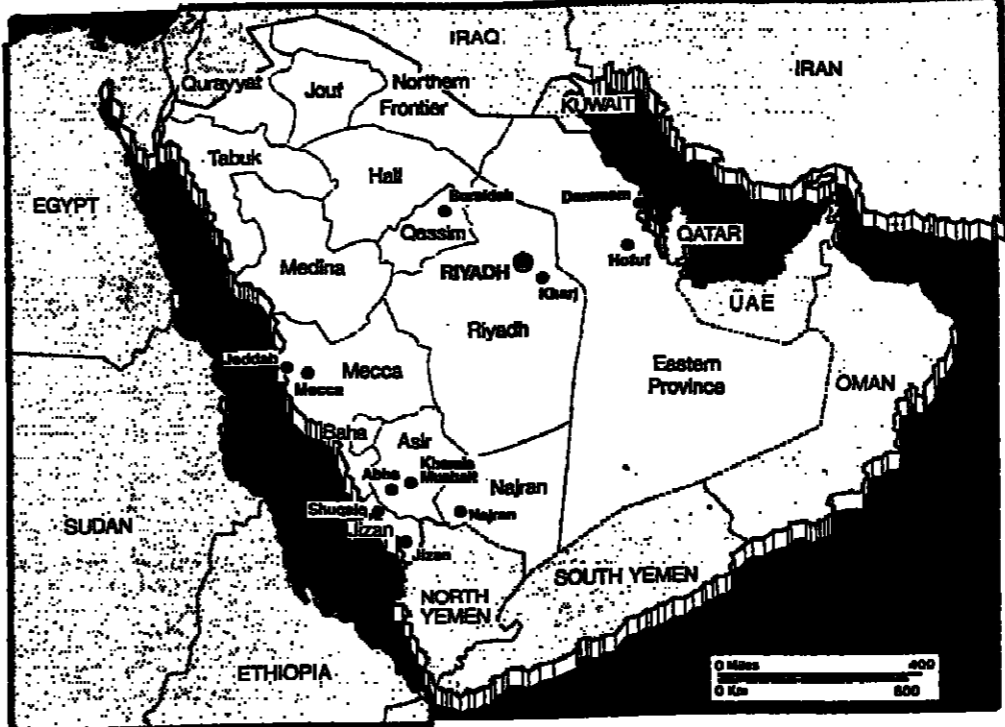 IRAQ
IRAN
Qurayyat
Jouf
Northern
Frontier
KUWAIT
Tabuk
Hail
EGYPT
Buraidah
Qassim
Dammam
QATAR
Medina
RIYADH
Hofuf
Kharj
UAE
Riyadh
Jeddah
Mecca
Mecca
Eastern
Province
OMAN
Baha
Asir
Abha
Khamis
Mushait
Najran
Shuqaiq
Najran
Jizan
Jizan
SUDAN
SOUTH YEMEN
NORTH
YEMEN
ETHIOPIA
0 Miles 400
0 Km 600